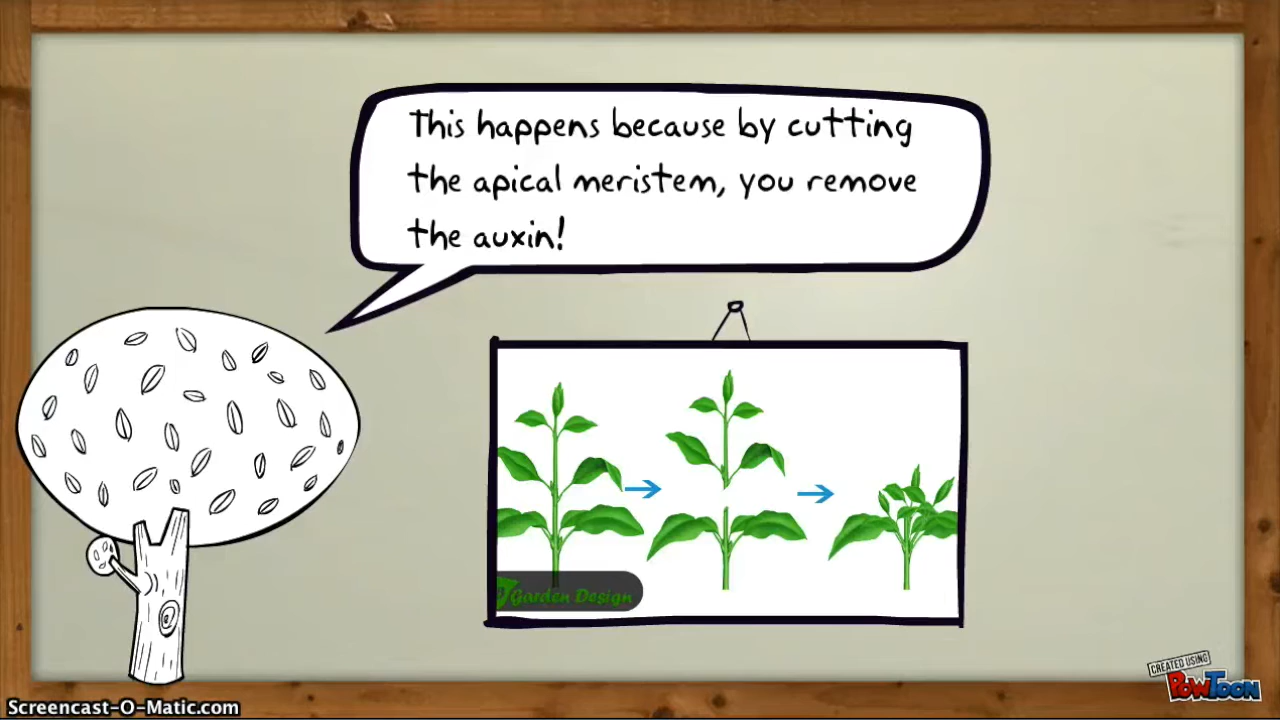 This happens because by cutting
the apical meristem, you remove
the auxin!
Garden Design
CREATED USING
POWTOON
Screencast-O-Matic.com